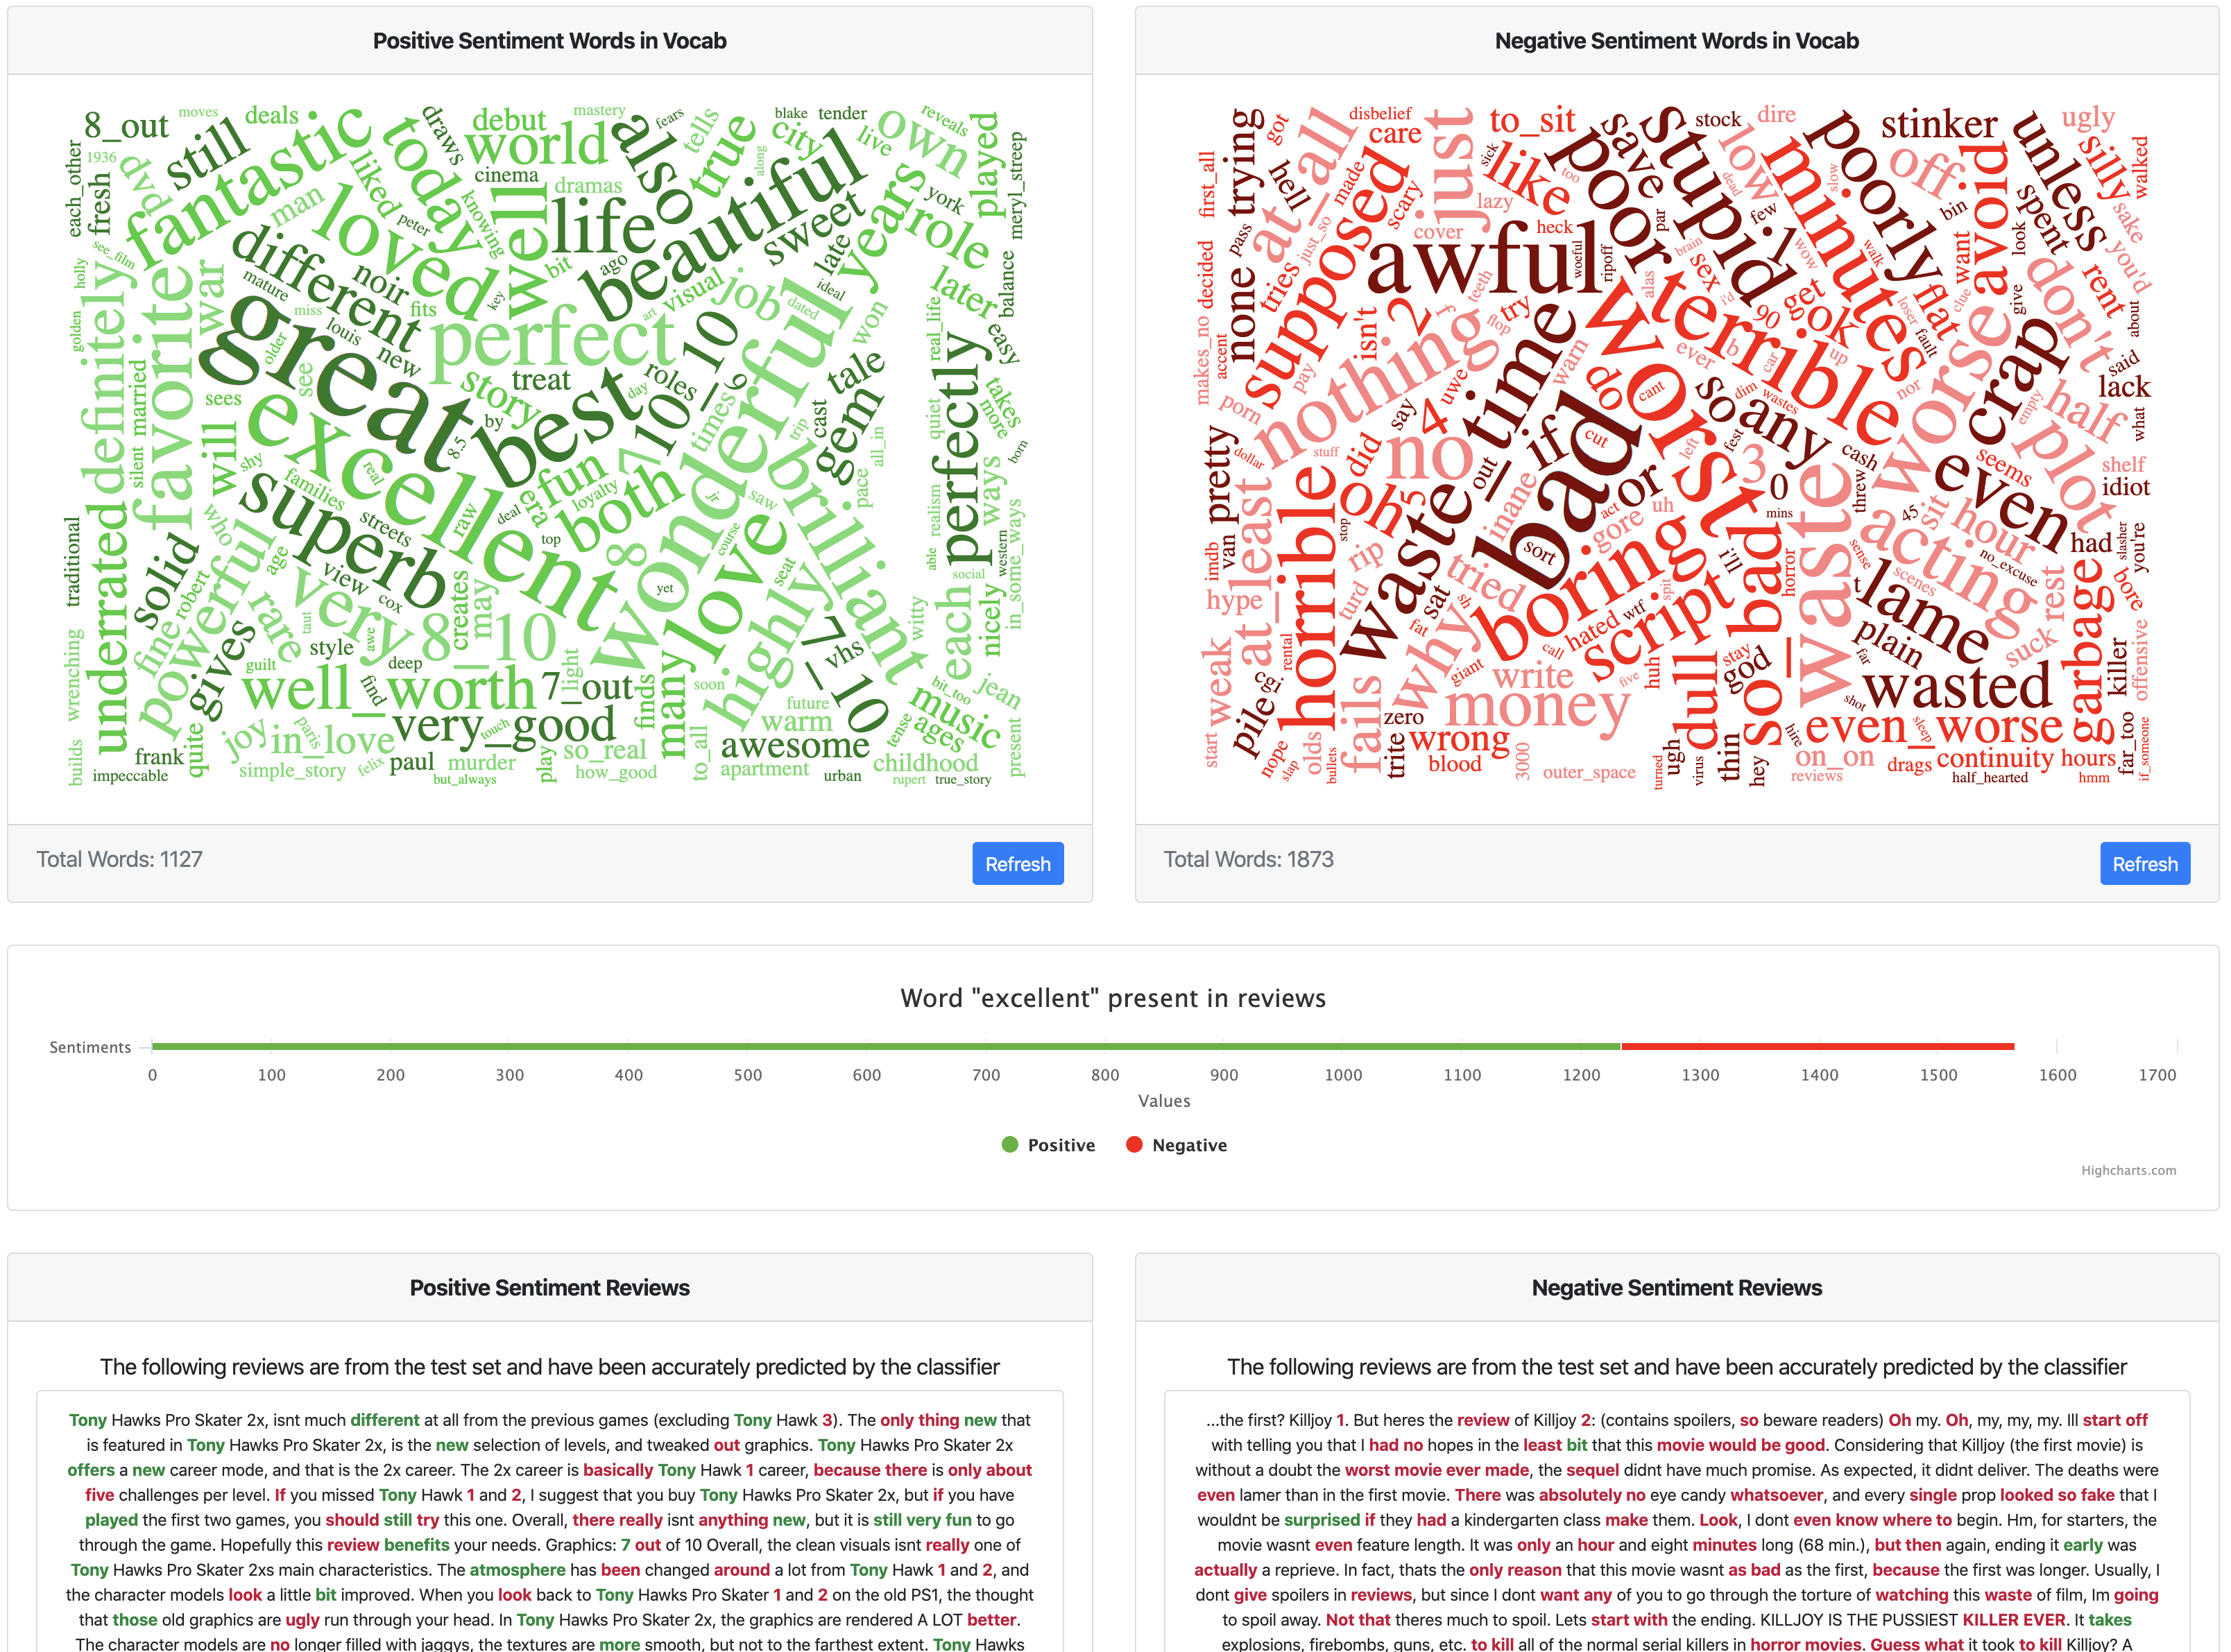 Positive Sentiment Words in Vocab
8_out
moves
deals
fantastic
today
draws
debut
mastery
world
also
fears
tells
true
blake
tender
city
live
own
reveals
played
each_other
1936
dvd
still
fresh
man
liked
peter
knowing
cinema
dramas
well
life
beautiful
along
sweet
years
york
role
meryl_streep
see_film
holly
golden
definitely
favorite
war
different
loved
noir
mature
miss
louis
new
fits
key
bit
ago
visual
art
job
dated
late
ideal
won
later
balance
real_life
easy
great
older
see
sees
perfect
treat
story
by
best
day
roles
10_10
9
times
wonderful
trip
cast
tale
gem
all_in
quiet
perfectly
takes
more
born
silent
married
will
shy
excellent
8.5
families
real
streets
superb
raw
era
fun
deal
loyalty
top
both
7
8
jr
saw
course
brilliant
pace
able
realism
social
ways
western
in_some_ways
traditional
underrated
solid
who
powerful
age
robert
view
cox
very
creates
may
yet
love
seat
highly
witty
each
nicely
wrenching
fine
rare
taut
gives
guilt
style
awe
deep
8_10
light
many
7_10
vhs
builds
joy
quite
well_worth
find
7_out
finds
soon
future
warm
bit_too
jean
music
tense
ages
present
frank
impeccable
in_love
paris
simple_story
felix
paul
very_good
touch
murder
but_always
play
so_real
how_good
to_all
awesome
apartment
urban
childhood
rupert
true_story
Total Words: 1127
Refresh
Negative Sentiment Words in Vocab
first_all
trying
got
hell
at_all
disbelief
care
made
just
to_sit
sick
like
too
poor
save
stupid
stock
dire
low
dead
minutes
slow
poorly
stinker
off
unless
ugly
silly
walked
decided
pass
none
tries
just_so
supposed
scary
cover
lazy
heck
awful
woeful
ripoff
par
brain
few
.1
wow
walk
bin
want
avoid
look
spent
sake
you'd
don't
rent
makes_no
accent
isn't
2
nothing
r
teeth
flop
try
alas
sex
i'd
90
get
ok
loser
flat
fault
clue
give
about
porn
pay
dollar
stuff
say
4
uwe
no
time
warn
worst
terrible
ever
b
car
up
do
cant
dim
wastes
nor
worse
crap
empty
half
said
lack
what
pretty
van
at_least
horrible
did
oh
5
stop
out
waste_if
bad
cut
sort
inane
act
or
left
fest
so
any
3
0
cash
threw
even
seems
plot
shelf
idiot
imdb
hype
rip
turd
tried
sat
sh
fat
gore
uh
boring
got
i'll
mins
waste
45
sit
acting
hour
no_excuse
had
slasher
you're
weak
rental
why
giant
call
hated
wtf
spit
script
so_bad
horror
sense
t
lame
scenes
rest
bore
garbage
start
pile
cgi
nope
slap
olds
bullets
fails
zero
trite
wrong
write
money
five
huh
dull
stay
god
plain
far
suck
wasted
shot
killer
offensive
blood
3000
outer_space
turned
ugh
virus
thin
hey
hire
even_worse
sleep
on_on
reviews
drags
continuity
half_hearted
hours
hmm
far_too
if_someone
Total Words: 1873
Refresh
Word "excellent" present in reviews
Sentiments
0 100 200 300 400 500 600 700 800 900 1000 1100 1200 1300 1400 1500 1600 1700
Values
Positive Negative
Highcharts.com
Positive Sentiment Reviews
The following reviews are from the test set and have been accurately predicted by the classifier
Tony Hawks Pro Skater 2x, isnt much different at all from the previous games (excluding Tony Hawk 3). The only thing new that
is featured in Tony Hawks Pro Skater 2x, is the new selection of levels, and tweaked out graphics. Tony Hawks Pro Skater 2x
offers a new career mode, and that is the 2x career. The 2x career is basically Tony Hawk 1 career, because there is only about
five challenges per level. If you missed Tony Hawk 1 and 2, I suggest that you buy Tony Hawks Pro Skater 2x, but if you have
played the first two games, you should still try this one. Overall, there really isnt anything new, but it is still very fun to go
through the game. Hopefully this review benefits your needs. Graphics: 7 out of 10 Overall, the clean visuals isnt really one of
Tony Hawks Pro Skater 2xs main characteristics. The atmosphere has been changed around a lot from Tony Hawk 1 and 2, and
the character models look a little bit improved. When you look back to Tony Hawks Pro Skater 1 and 2 on the old PS1, the thought
that those old graphics are ugly run through your head. In Tony Hawks Pro Skater 2x, the graphics are rendered A LOT better.
The character models are no longer filled with jaggys, the textures are more smooth, but not to the farthest extent. Tony Hawks
Negative Sentiment Reviews
The following reviews are from the test set and have been accurately predicted by the classifier
...the first? Killjoy 1. But heres the review of Killjoy 2: (contains spoilers, so beware readers) Oh my. Oh, my, my, my. Ill start off
with telling you that I had no hopes in the least bit that this movie would be good. Considering that Killjoy (the first movie) is
without a doubt the worst movie ever made, the sequel didnt have much promise. As expected, it didnt deliver. The deaths were
even lamer than in the first movie. There was absolutely no eye candy whatsoever, and every single prop looked so fake that I
wouldnt be surprised if they had a kindergarten class make them. Look, I dont even know where to begin. Hm, for starters, the
movie wasnt even feature length. It was only an hour and eight minutes long (68 min.), but then again, ending it early was
actually a reprieve. In fact, thats the only reason that this movie wasnt as bad as the first, because the first was longer. Usually, I
dont give spoilers in reviews, but since I dont want any of you to go through the torture of watching this waste of film, Im going
to spoil away. Not that theres much to spoil. Lets start with the ending. KILLJOY IS THE PUSSIEST KILLER EVER. It takes
explosions, firebombs, guns, etc. to kill all of the normal serial killers in horror movies. Guess what it took to kill Killjoy? A